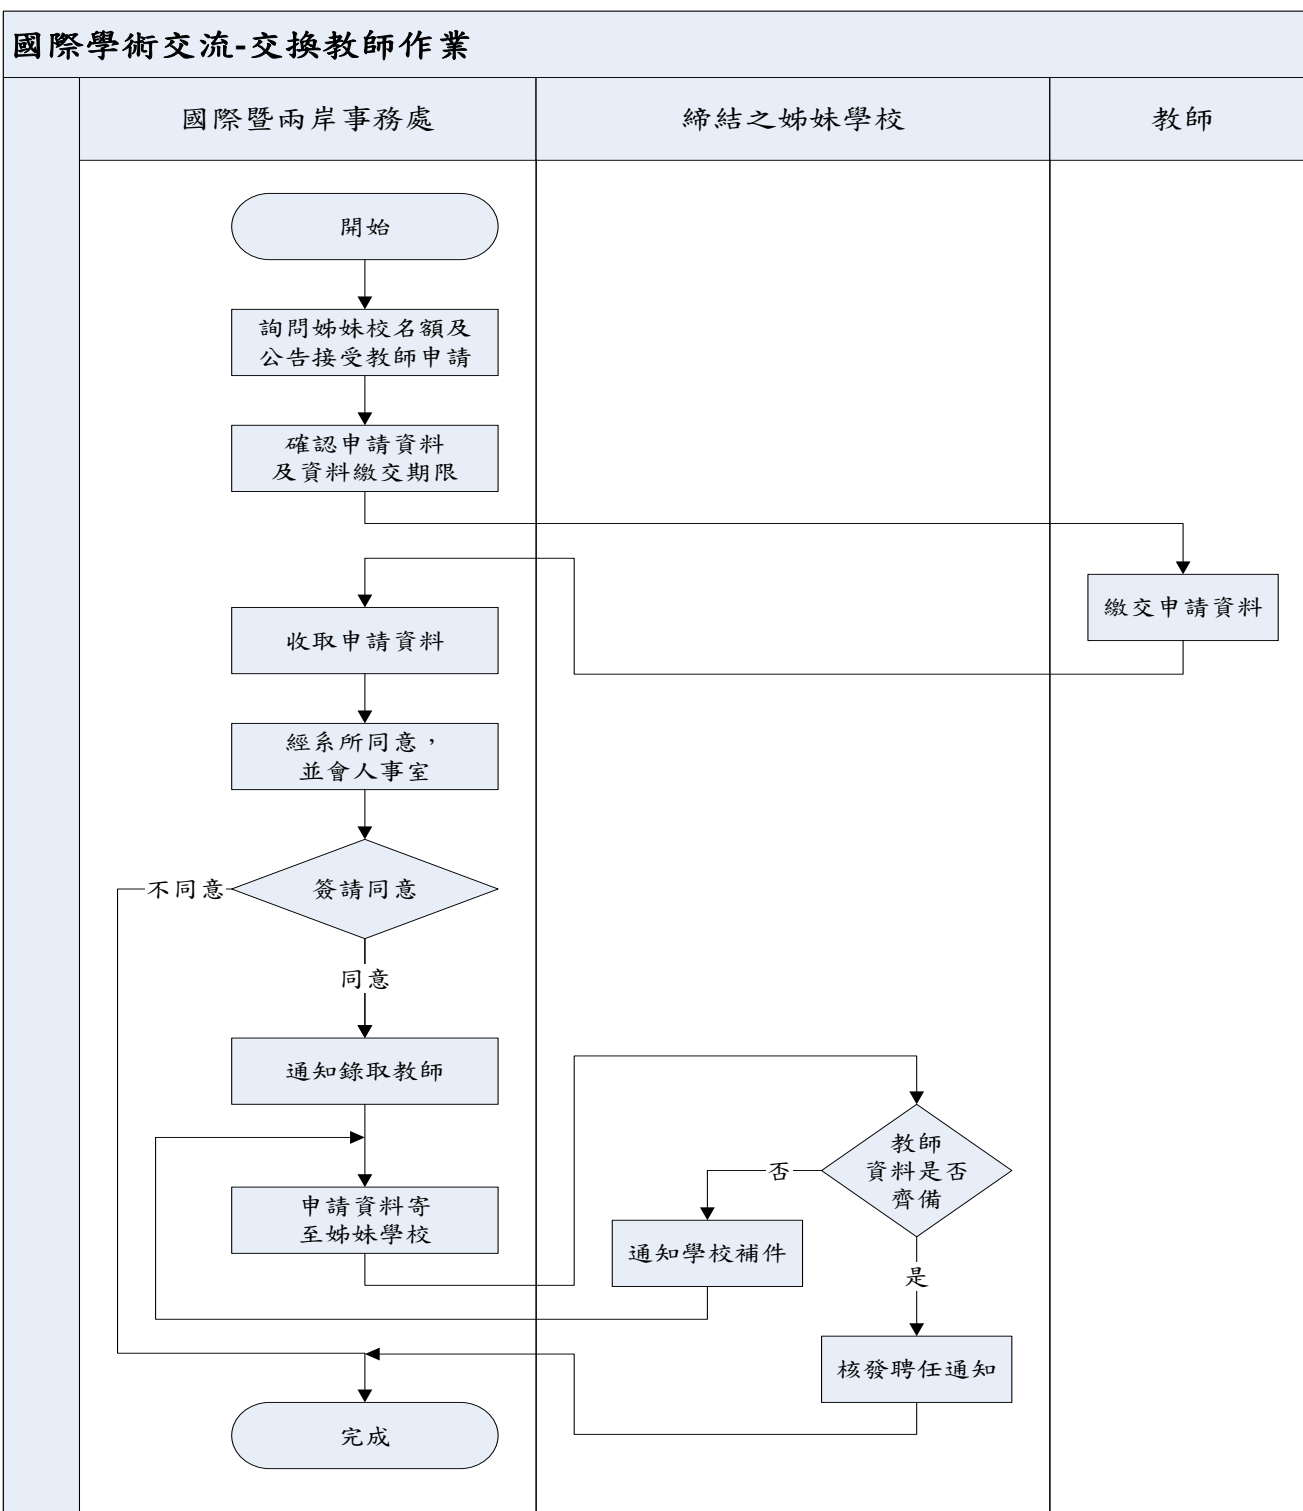 國際學術交流-交換教師作業
國際暨兩岸事務處
締結之姊妹學校
教師
開始
詢問姊妹校名額及
公告接受教師申請
確認申請資料
及資料繳交期限
繳交申請資料
收取申請資料
經系所同意，
並會人事室
不同意
簽請同意
同意
通知錄取教師
教師
資料是否
齊備
否
申請資料寄
至姊妹學校
通知學校補件
是
核發聘任通知
完成